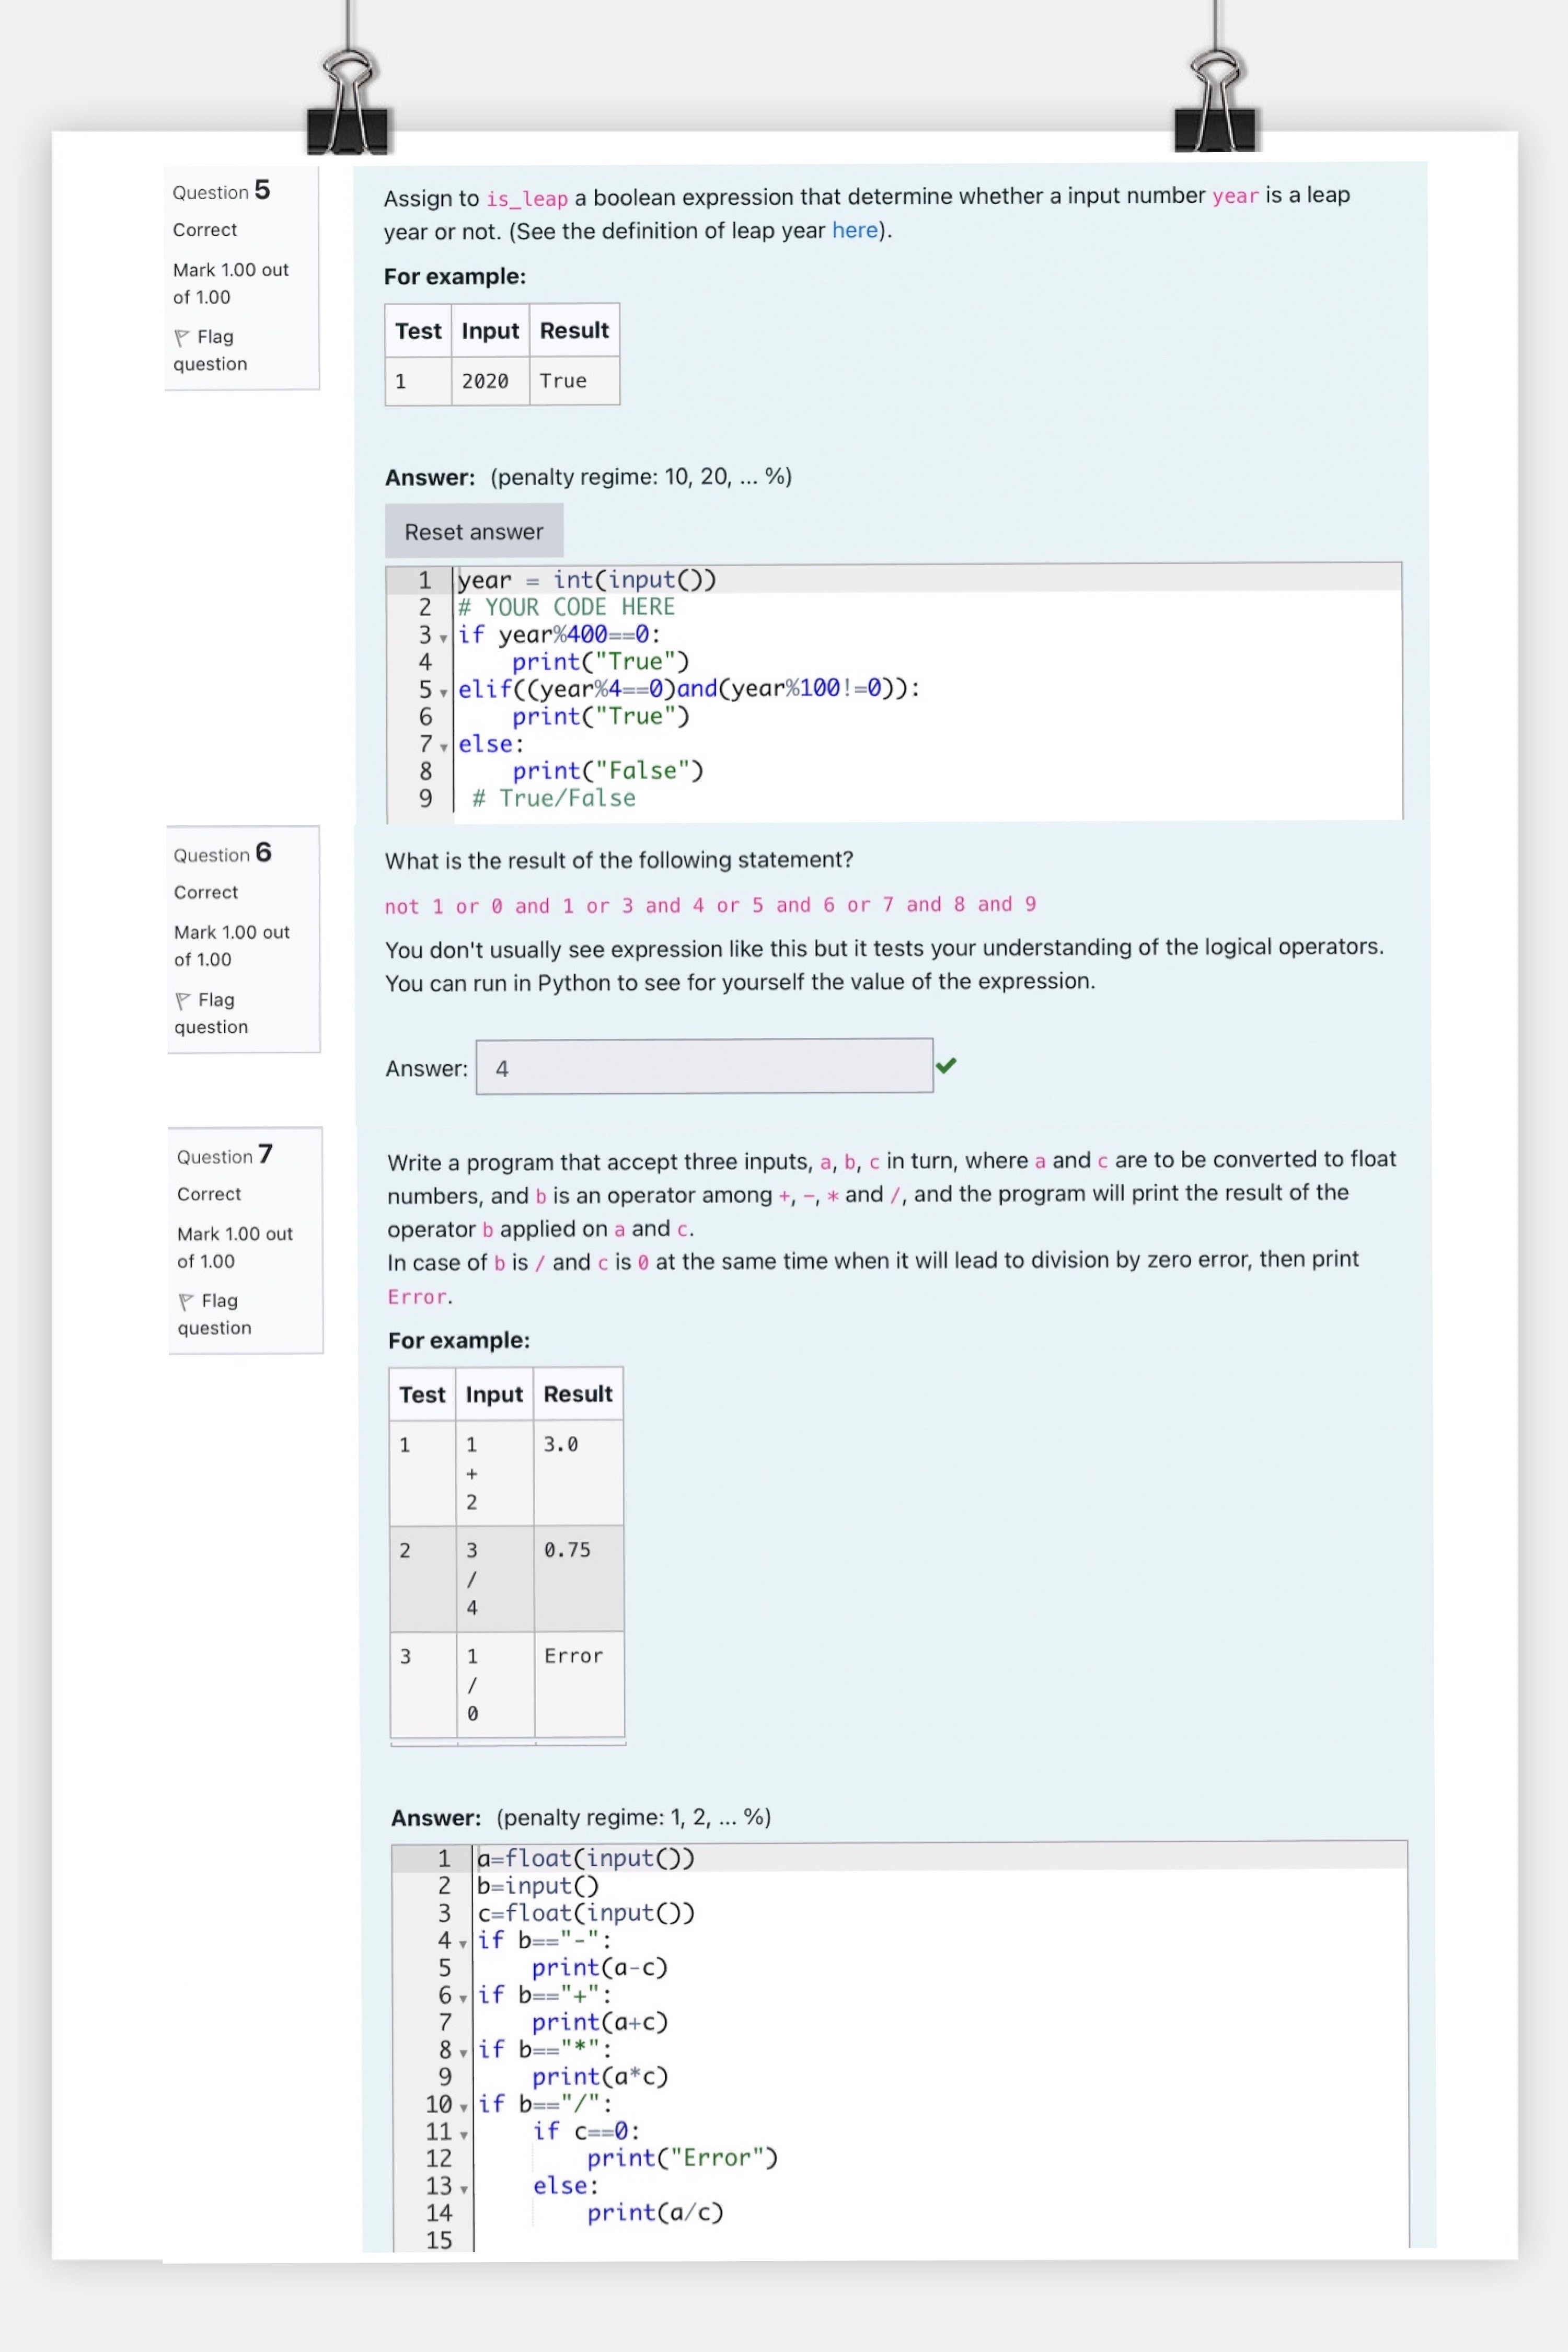 Question 5
Correct
Mark 1.00 out
of 1.00
Flag
question
Assign to is_leap a boolean expression that determine whether a input number year is a leap
year or not. (See the definition of leap year here).
For example:
Test Input Result
1 2020 True
Answer: (penalty regime: 10, 20, ... %)
Reset answer
1 year = int(input())
2 # YOUR CODE HERE
3 if year%400==0:
4     print("True")
5 elif((year%4==0)and(year%100!=0)):
6     print("True")
7 else:
8     print("False")
9  # True/False
Question 6
Correct
Mark 1.00 out
of 1.00
Flag
question
What is the result of the following statement?
not 1 or 0 and 1 or 3 and 4 or 5 and 6 or 7 and 8 and 9
You don't usually see expression like this but it tests your understanding of the logical operators.
You can run in Python to see for yourself the value of the expression.
Answer: 4
Question 7
Correct
Mark 1.00 out
of 1.00
Flag
question
Write a program that accept three inputs, a, b, c in turn, where a and c are to be converted to float
numbers, and b is an operator among +, -, * and /, and the program will print the result of the
operator b applied on a and c.
In case of b is / and c is 0 at the same time when it will lead to division by zero error, then print
Error.
For example:
Test Input Result
1 1 3.0
+
2
2 3 0.75
/
4
3 1 Error
/
0
Answer: (penalty regime: 1, 2, ... %)
1 a=float(input())
2 b=input()
3 c=float(input())
4 if b=="-":
5     print(a-c)
6 if b=="+":
7     print(a+c)
8 if b=="*":
9     print(a*c)
10 if b=="/":
11     if c==0:
12         print("Error")
13     else:
14         print(a/c)
15